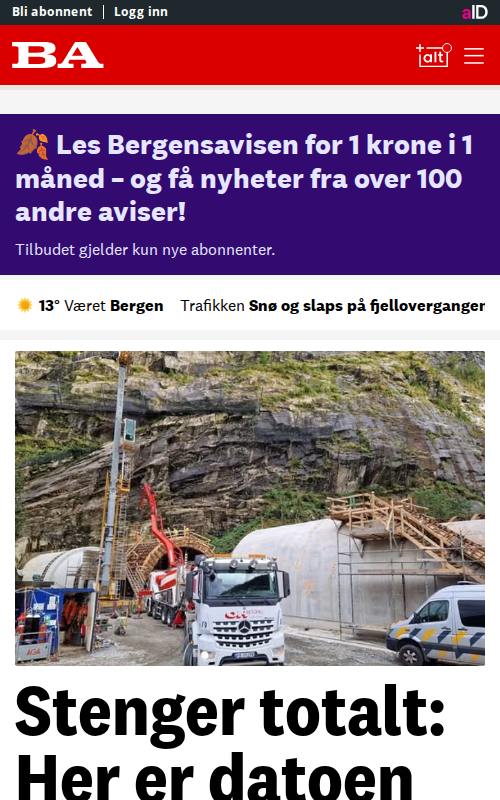 Bli abonnent
Logg inn
aID
BA
+alt
🍂 Les Bergensavisen for 1 krone i 1
måned – og få nyheter fra over 100
andre aviser!
Tilbudet gjelder kun nye abonnenter.
13° Været Bergen
Trafikken Snø og slaps på fjelloverganger
AGA
Stenger totalt:
Her er datoen